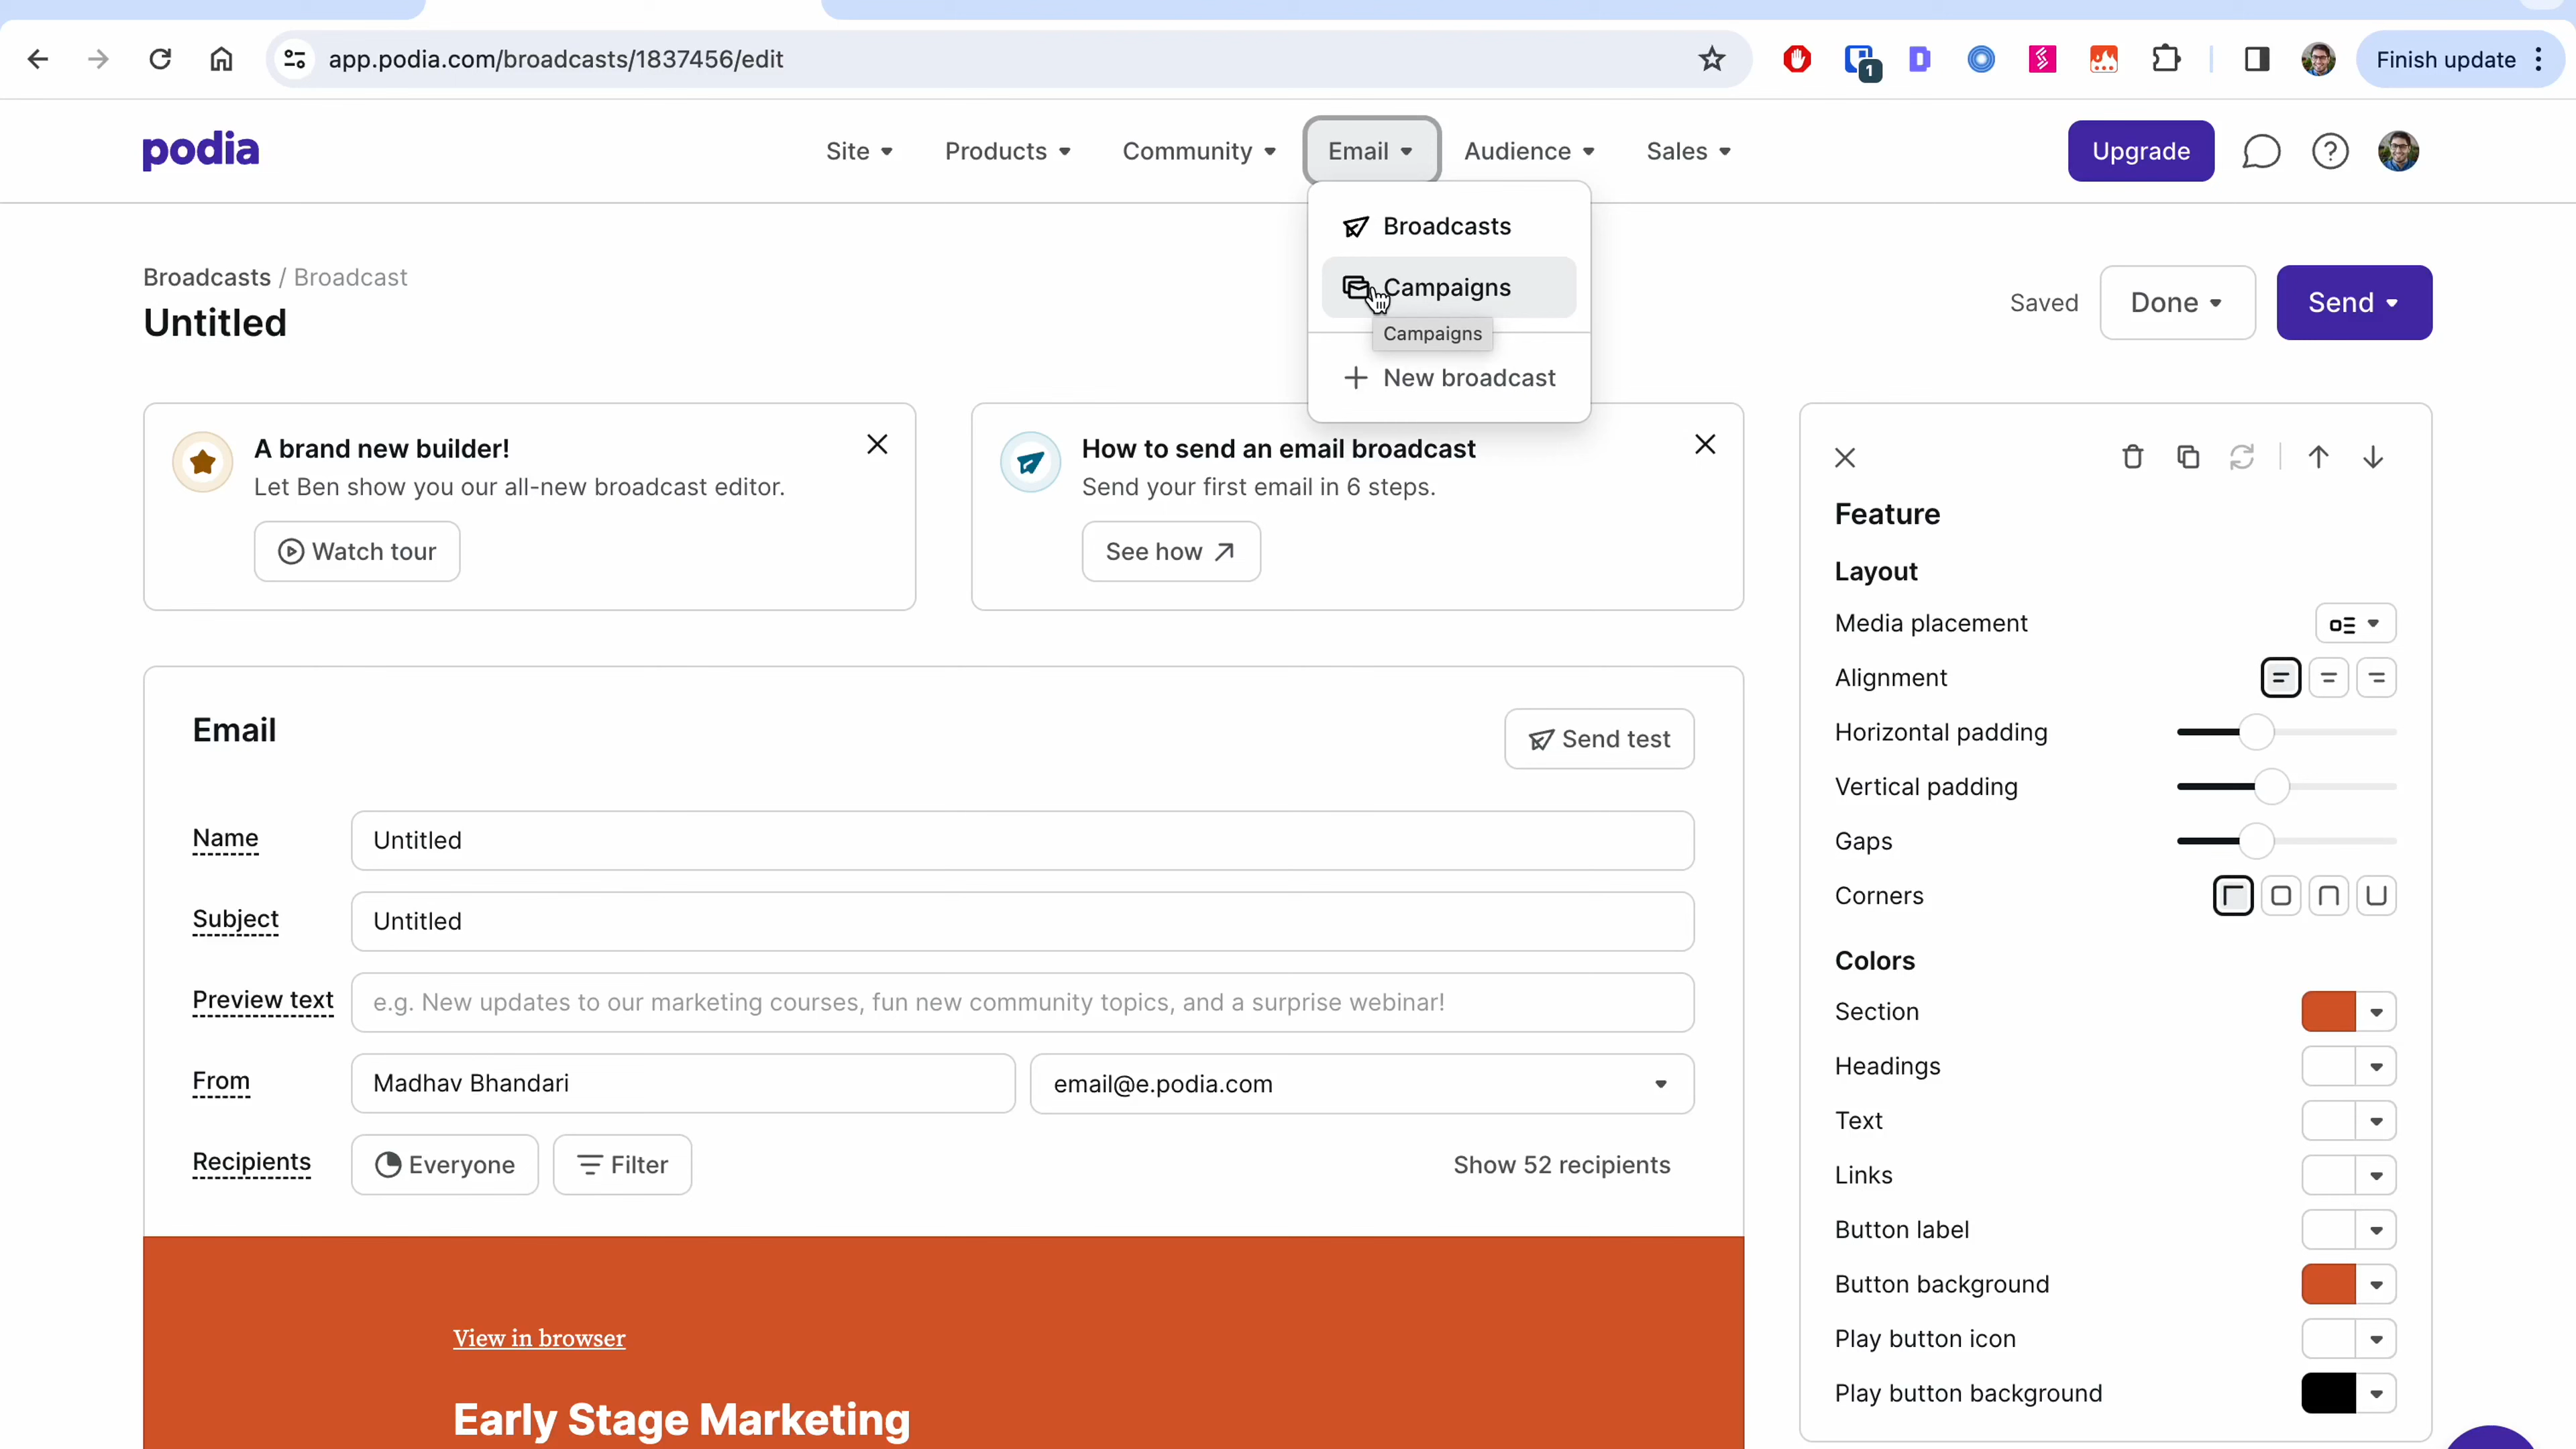 app.podia.com/broadcasts/1837456/edit
1
Finish update
podia
Site
Products
Community
Email
Audience
Sales
Upgrade
Broadcasts
Campaigns
Campaigns
New broadcast
Broadcasts / Broadcast
Untitled
Saved
Done
Send
A brand new builder!
Let Ben show you our all-new broadcast editor.
Watch tour
How to send an email broadcast
Send your first email in 6 steps.
See how
Email
Send test
Name
Untitled
Subject
Untitled
Preview text
e.g. New updates to our marketing courses, fun new community topics, and a surprise webinar!
From
Madhav Bhandari
email@e.podia.com
Recipients
Everyone
Filter
Show 52 recipients
View in browser
Early Stage Marketing
Feature
Layout
Media placement
Alignment
Horizontal padding
Vertical padding
Gaps
Corners
Colors
Section
Headings
Text
Links
Button label
Button background
Play button icon
Play button background